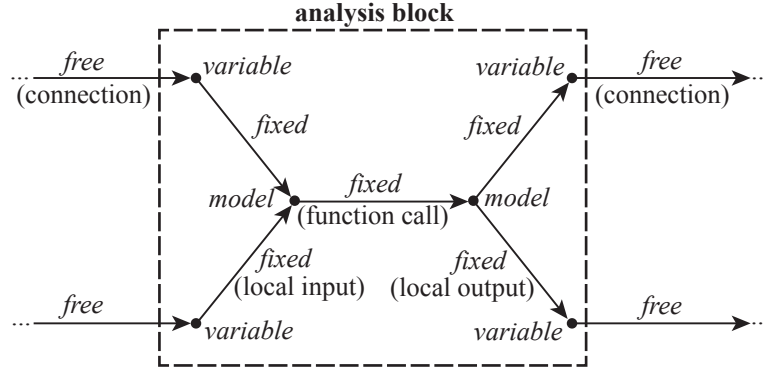 analysis block
free
variable
variable
free
(connection)
(connection)
fixed
fixed
model
fixed
model
(function call)
fixed
fixed
(local input)
(local output)
free
free
variable
variable